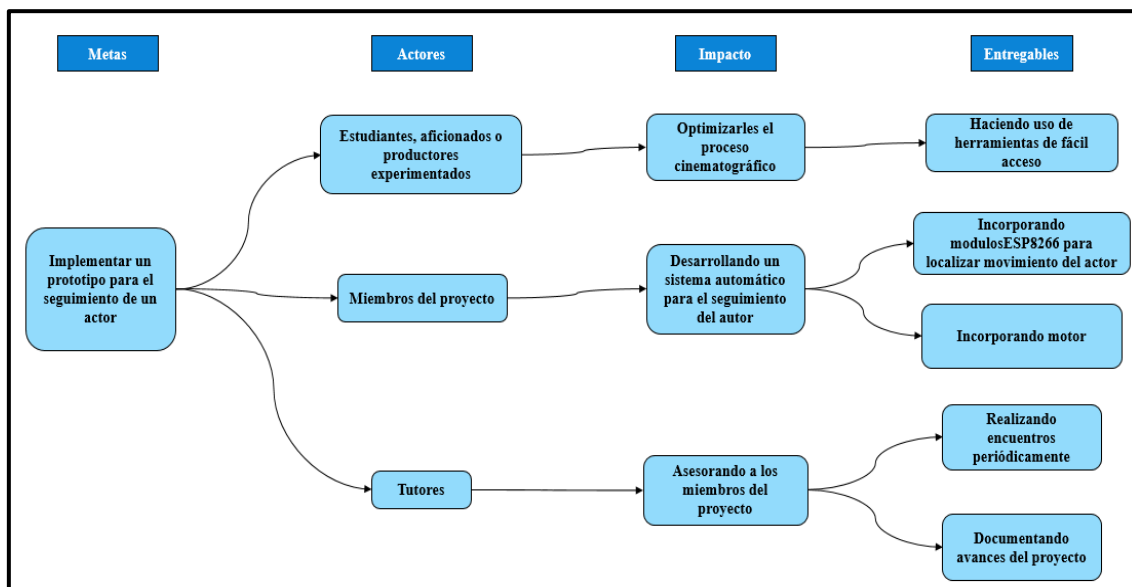 Metas
Actores
Impacto
Entregables
Estudiantes, aficionados o
productores
experimentados
Optimizarles el
proceso
cinematográfico
Haciendo uso de
herramientas de fácil
acceso
Implementar un
prototipo para el
seguimiento de un
actor
Miembros del proyecto
Desarrollando un
sistema automático
para el seguimiento
del autor
Incorporando
modulosESP8266 para
localizar movimiento del actor
Incorporando motor
Tutores
Asesorando a los
miembros del
proyecto
Realizando
encuentros
periódicamente
Documentando
avances del proyecto